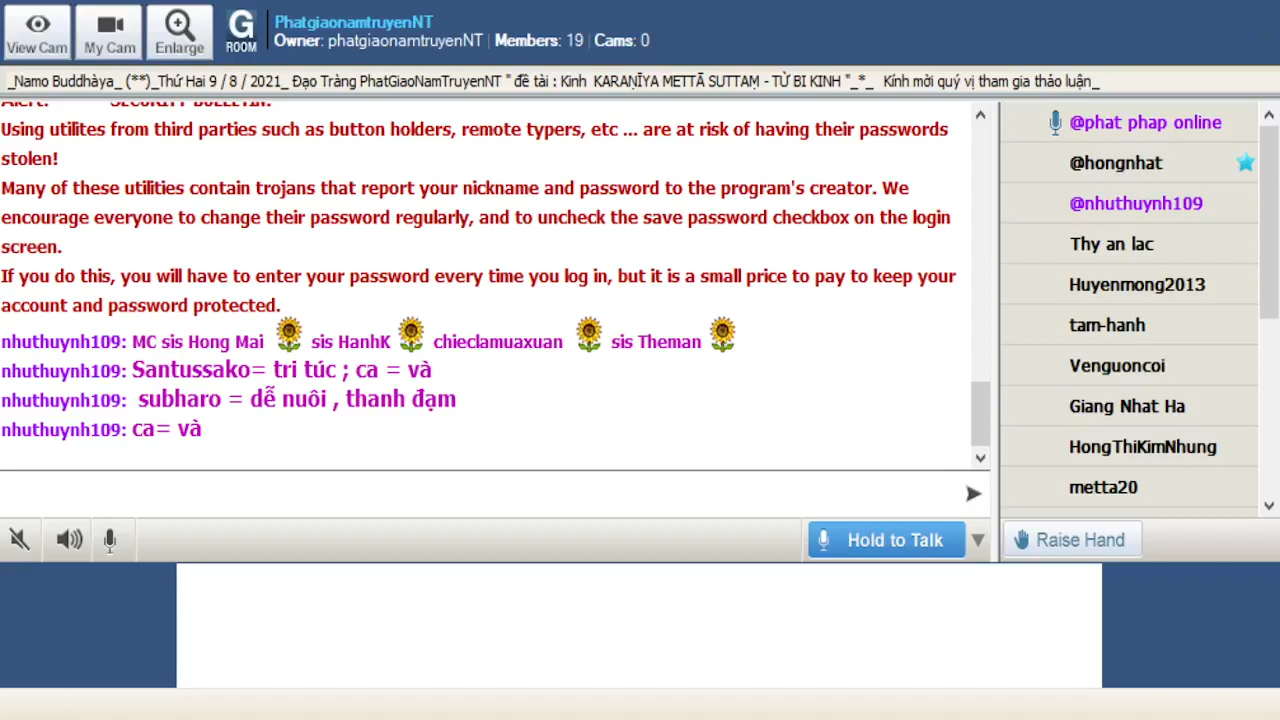 View Cam
My Cam
Enlarge
G
ROOM
PhatgiaonamtruyenNT
Owner: phatgiaonamtruyenNT | Members: 19 | Cams: 0
_Namo Buddhàya_ (**)_Thứ Hai 9 / 8 / 2021_ Đạo Tràng PhatGiaoNamTruyenNT " đề tài : Kinh KARAṆĪYA METTĀ SUTTAṂ - TỪ BI KINH "_*_ Kính mời quý vị tham gia thảo luận_
Alert: SECURITY BULLETIN:
Using utilites from third parties such as button holders, remote typers, etc ... are at risk of having their passwords
stolen!
Many of these utilities contain trojans that report your nickname and password to the program's creator. We
encourage everyone to change their password regularly, and to uncheck the save password checkbox on the login
screen.
If you do this, you will have to enter your password every time you log in, but it is a small price to pay to keep your
account and password protected.
nhuthuynh109: MC sis Hong Mai sis HanhK chieclamuaxuan sis Theman
nhuthuynh109: Santussako= tri túc ; ca = và
nhuthuynh109: subharo = dễ nuôi , thanh đạm
nhuthuynh109: ca= và
@phat phap online
@hongnhat
@nhuthuynh109
Thy an lac
Huyenmong2013
tam-hanh
Venguoncoi
Giang Nhat Ha
HongThiKimNhung
metta20
Hold to Talk
Raise Hand